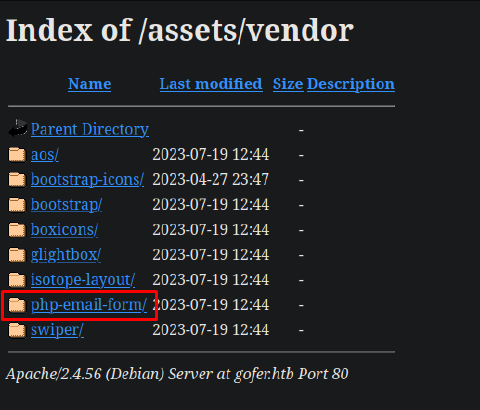 Index of /assets/vendor
Name Last modified Size Description
Parent Directory -
aos/ 2023-07-19 12:44 -
bootstrap-icons/ 2023-04-27 23:47 -
bootstrap/ 2023-07-19 12:44 -
boxicons/ 2023-07-19 12:44 -
glightbox/ 2023-07-19 12:44 -
isotope-layout/ 2023-07-19 12:44 -
php-email-form/ 2023-07-19 12:44 -
swiper/ 2023-07-19 12:44 -
Apache/2.4.56 (Debian) Server at gofer.htb Port 80